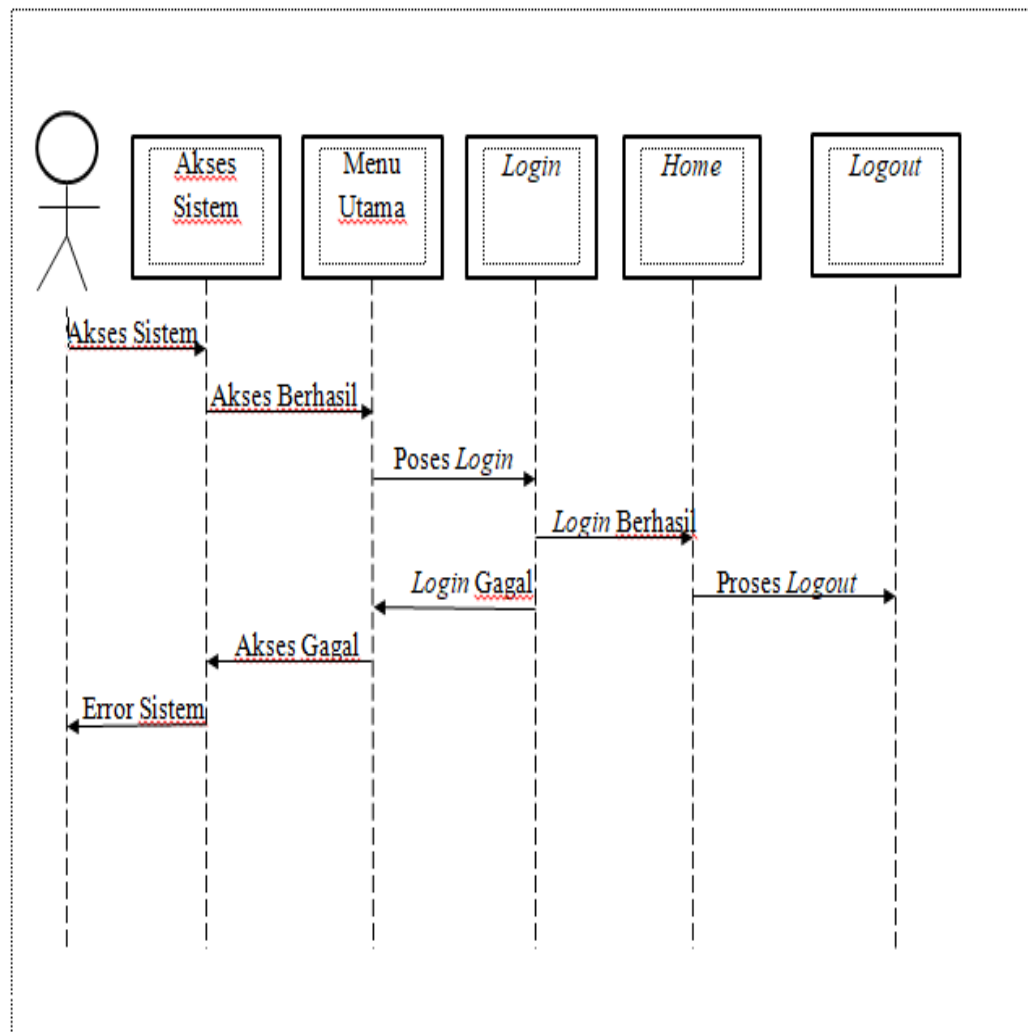 Akses
Sistem
Menu
Utama
Login
Home
Logout
Akses Sistem
Akses Berhasil
Poses Login
Login Berhasil
Login Gagal
Proses Logout
Akses Gagal
Error Sistem